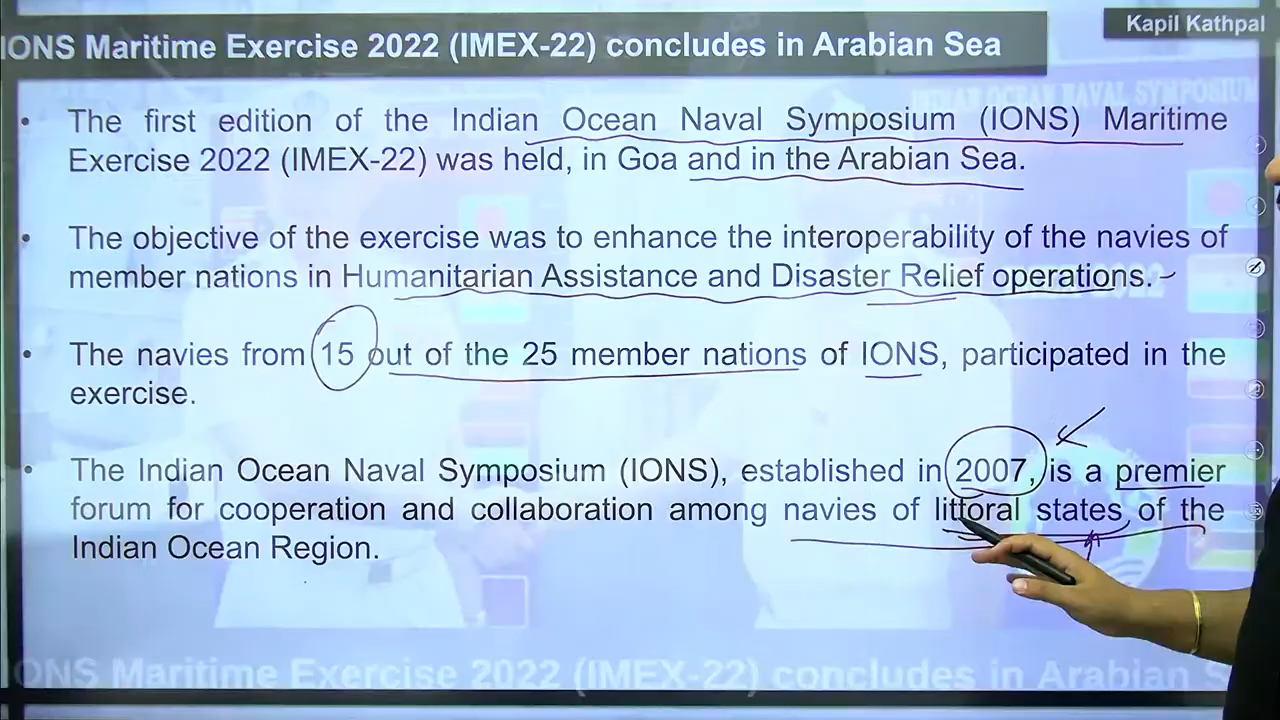 Kapil Kathpal
IONS Maritime Exercise 2022 (IMEX-22) concludes in Arabian Sea
INDIAN OCEAN NAVAL SYMPOSIUM
• The first edition of the Indian Ocean Naval Symposium (IONS) Maritime
Exercise 2022 (IMEX-22) was held, in Goa and in the Arabian Sea.
• The objective of the exercise was to enhance the interoperability of the navies of
member nations in Humanitarian Assistance and Disaster Relief operations.
2022
• The navies from 15 out of the 25 member nations of IONS, participated in the
exercise.
• The Indian Ocean Naval Symposium (IONS), established in 2007, is a premier
forum for cooperation and collaboration among navies of littoral states of the
Indian Ocean Region.
IONS Maritime Exercise 2022 (IMEX-22) concludes in Arabian S